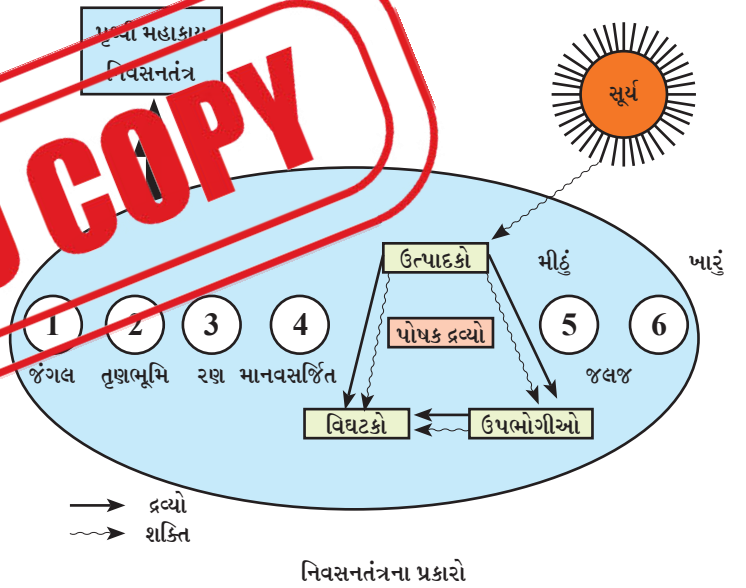 પૃથ્વી મહાકાય
નિવસનતંત્ર
સૂર્ય
COPY
ઉત્પાદકો
મીઠું
ખારું
1
2
3
4
પોષક દ્રવ્યો
5
6
જંગલ
તૃણભૂમિ
રણ
માનવસર્જિત
જલજ
વિઘટકો
ઉપભોગીઓ
દ્રવ્યો
શક્તિ
નિવસનતંત્રના પ્રકારો